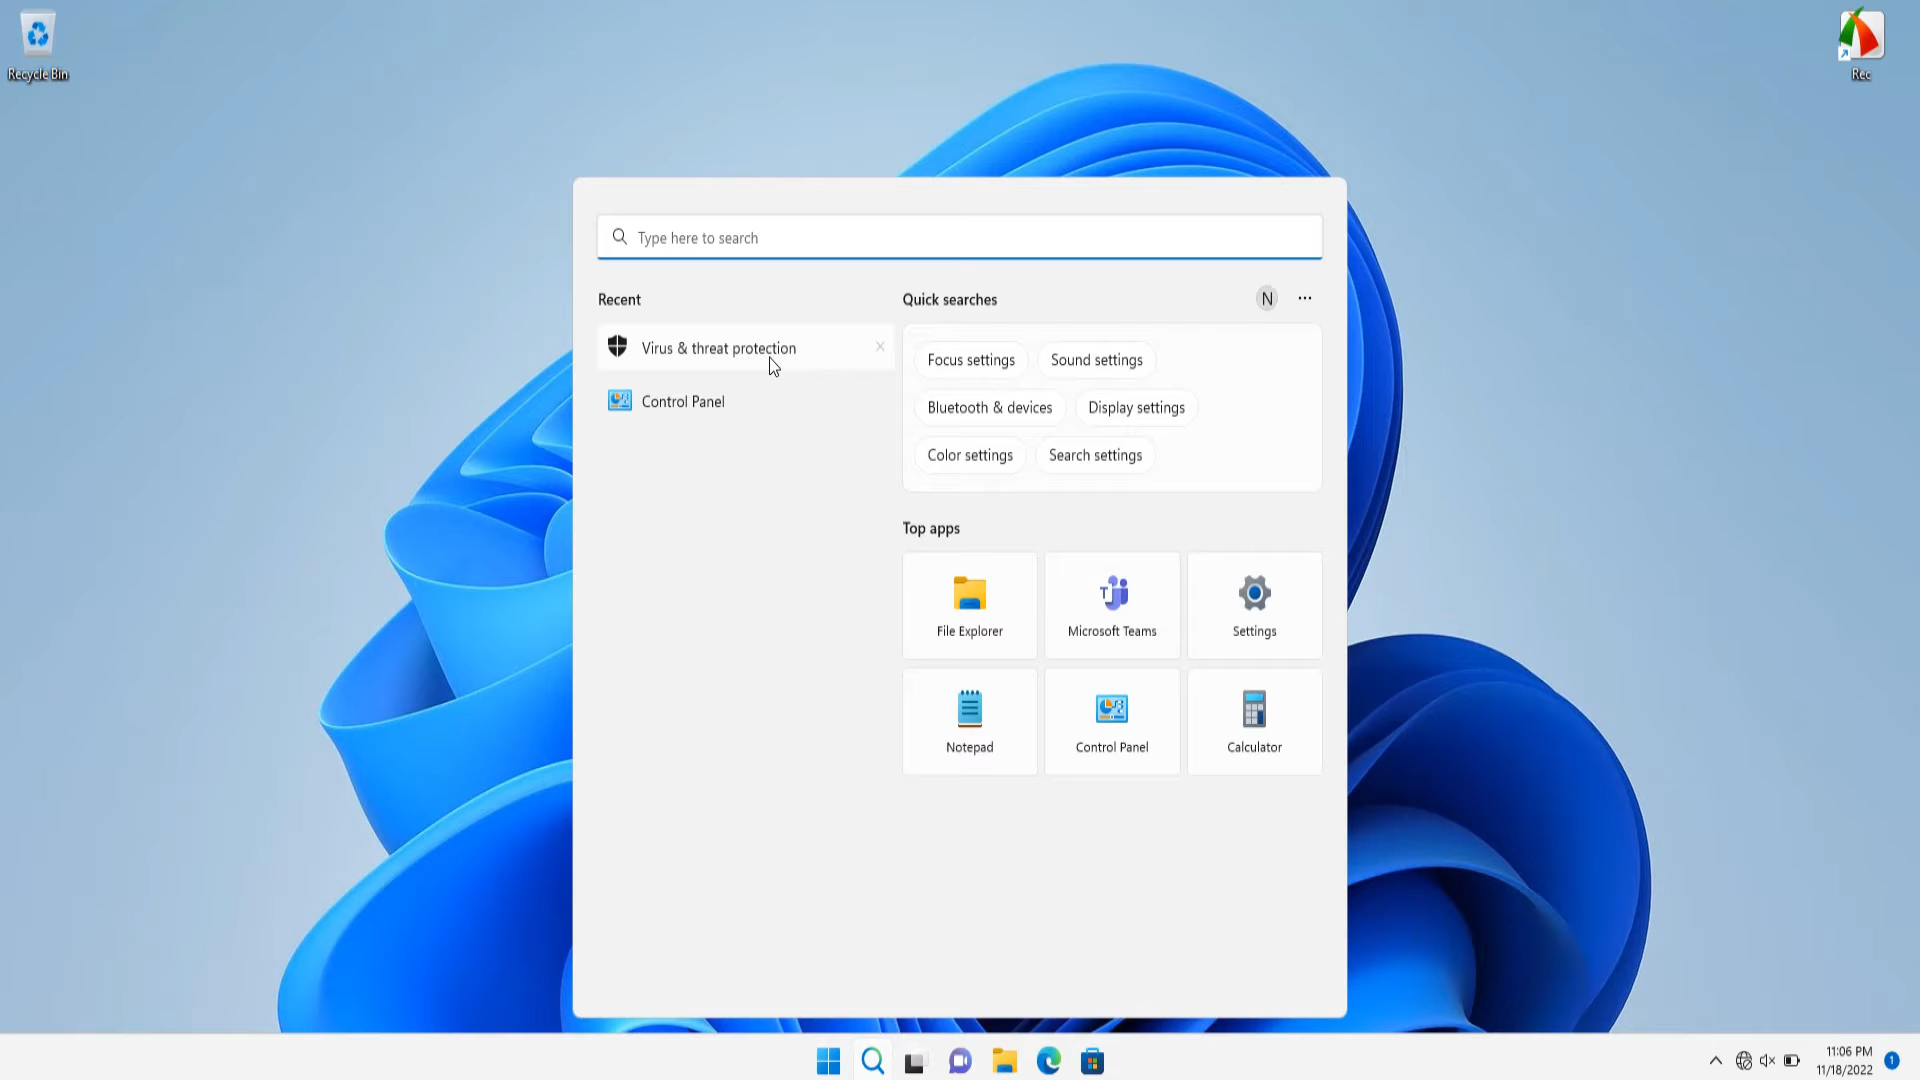 Recycle Bin
Rec
Type here to search
Recent
Virus & threat protection
Control Panel
Quick searches
N
Focus settings
Sound settings
Bluetooth & devices
Display settings
Color settings
Search settings
Top apps
File Explorer
Microsoft Teams
Settings
Notepad
Control Panel
Calculator
11:06 PM
11/18/2022
1